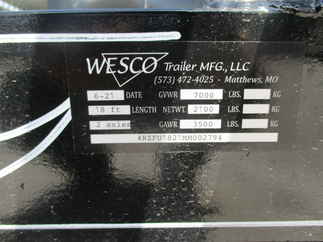 WESCO Trailer MFG., LLC
(573) 472-4025 - Matthews, MO
6-21 DATE GVWR 7000 LBS. KG
18 ft LENGTH NETWT 2100 LBS. KG
2 axles GAWR 3500 LBS. KG